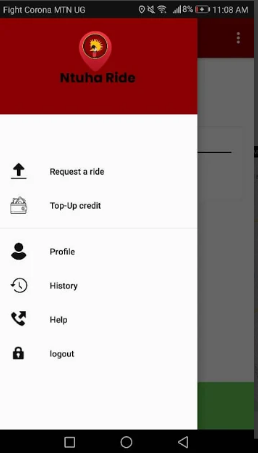 Fight Corona MTN UG 8% 11:08 AM
Ntuha Ride
Request a ride
Top-Up credit
Profile
History
Help
logout